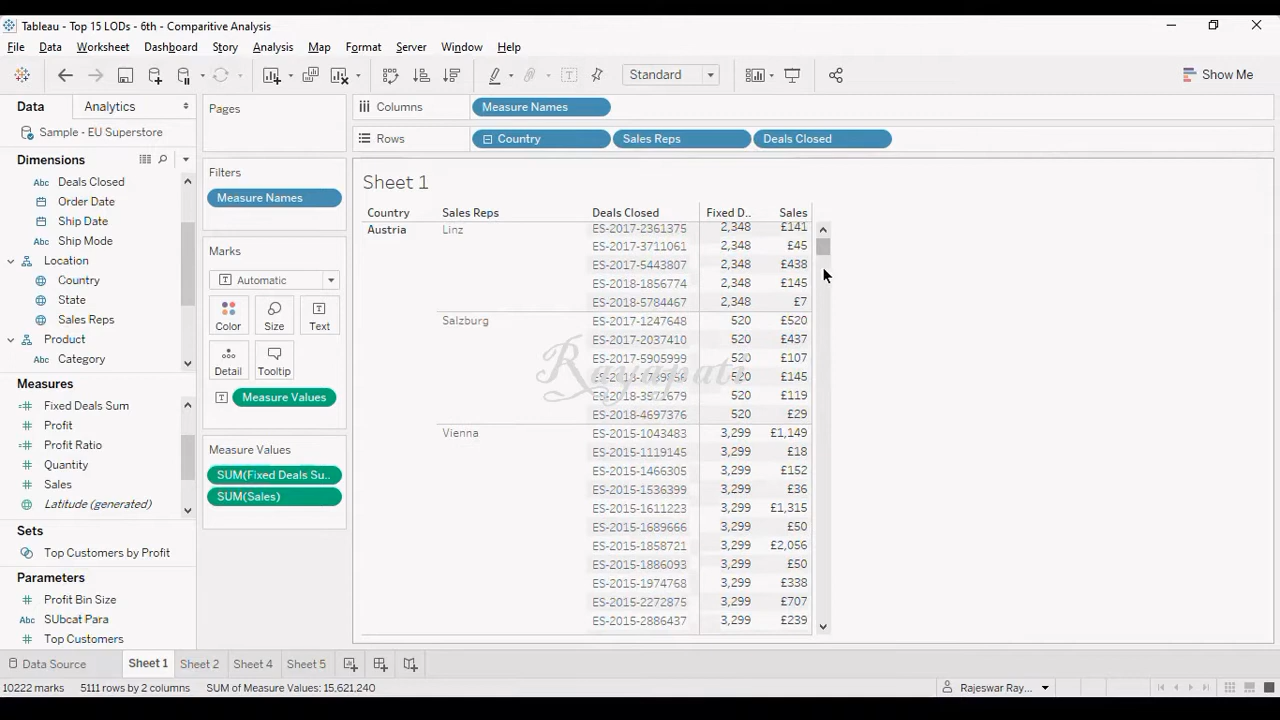 Tableau - Top 15 LODs - 6th - Comparitive Analysis
File Data Worksheet Dashboard Story Analysis Map Format Server Window Help
Standard
Show Me
Data Analytics
Sample - EU Superstore
Dimensions
Abc Deals Closed
Order Date
Ship Date
Abc Ship Mode
Location
Country
State
Sales Reps
Product
Abc Category
Measures
Fixed Deals Sum
Profit
Profit Ratio
Quantity
Sales
Latitude (generated)
Sets
Top Customers by Profit
Parameters
Profit Bin Size
Abc SUbcat Para
Top Customers
Pages
Filters
Measure Names
Marks
Automatic
Color Size Text
Detail Tooltip
Measure Values
Measure Values
SUM(Fixed Deals Su..
SUM(Sales)
Columns Measure Names
Rows Country Sales Reps Deals Closed
Sheet 1
Country Sales Reps Deals Closed Fixed D.. Sales
Austria Linz ES-2017-2361375 2,348 £141
ES-2017-3711061 2,348 £45
ES-2017-5443807 2,348 £438
ES-2018-1856774 2,348 £145
ES-2018-5784467 2,348 £7
Salzburg ES-2017-1247648 520 £520
ES-2017-2037410 520 £437
ES-2017-5905999 520 £107
520 £145
ES-2018-3571679 520 £119
ES-2018-4697376 520 £29
Vienna ES-2015-1043483 3,299 £1,149
ES-2015-1119145 3,299 £18
ES-2015-1466305 3,299 £152
ES-2015-1536399 3,299 £36
ES-2015-1611223 3,299 £1,315
ES-2015-1689666 3,299 £50
ES-2015-1858721 3,299 £2,056
ES-2015-1886093 3,299 £50
ES-2015-1974768 3,299 £338
ES-2015-2272875 3,299 £707
ES-2015-2886437 3,299 £239
Rayapati
Data Source Sheet 1 Sheet 2 Sheet 4 Sheet 5
10222 marks 5111 rows by 2 columns SUM of Measure Values: 15,621,240
Rajeswar Ray...